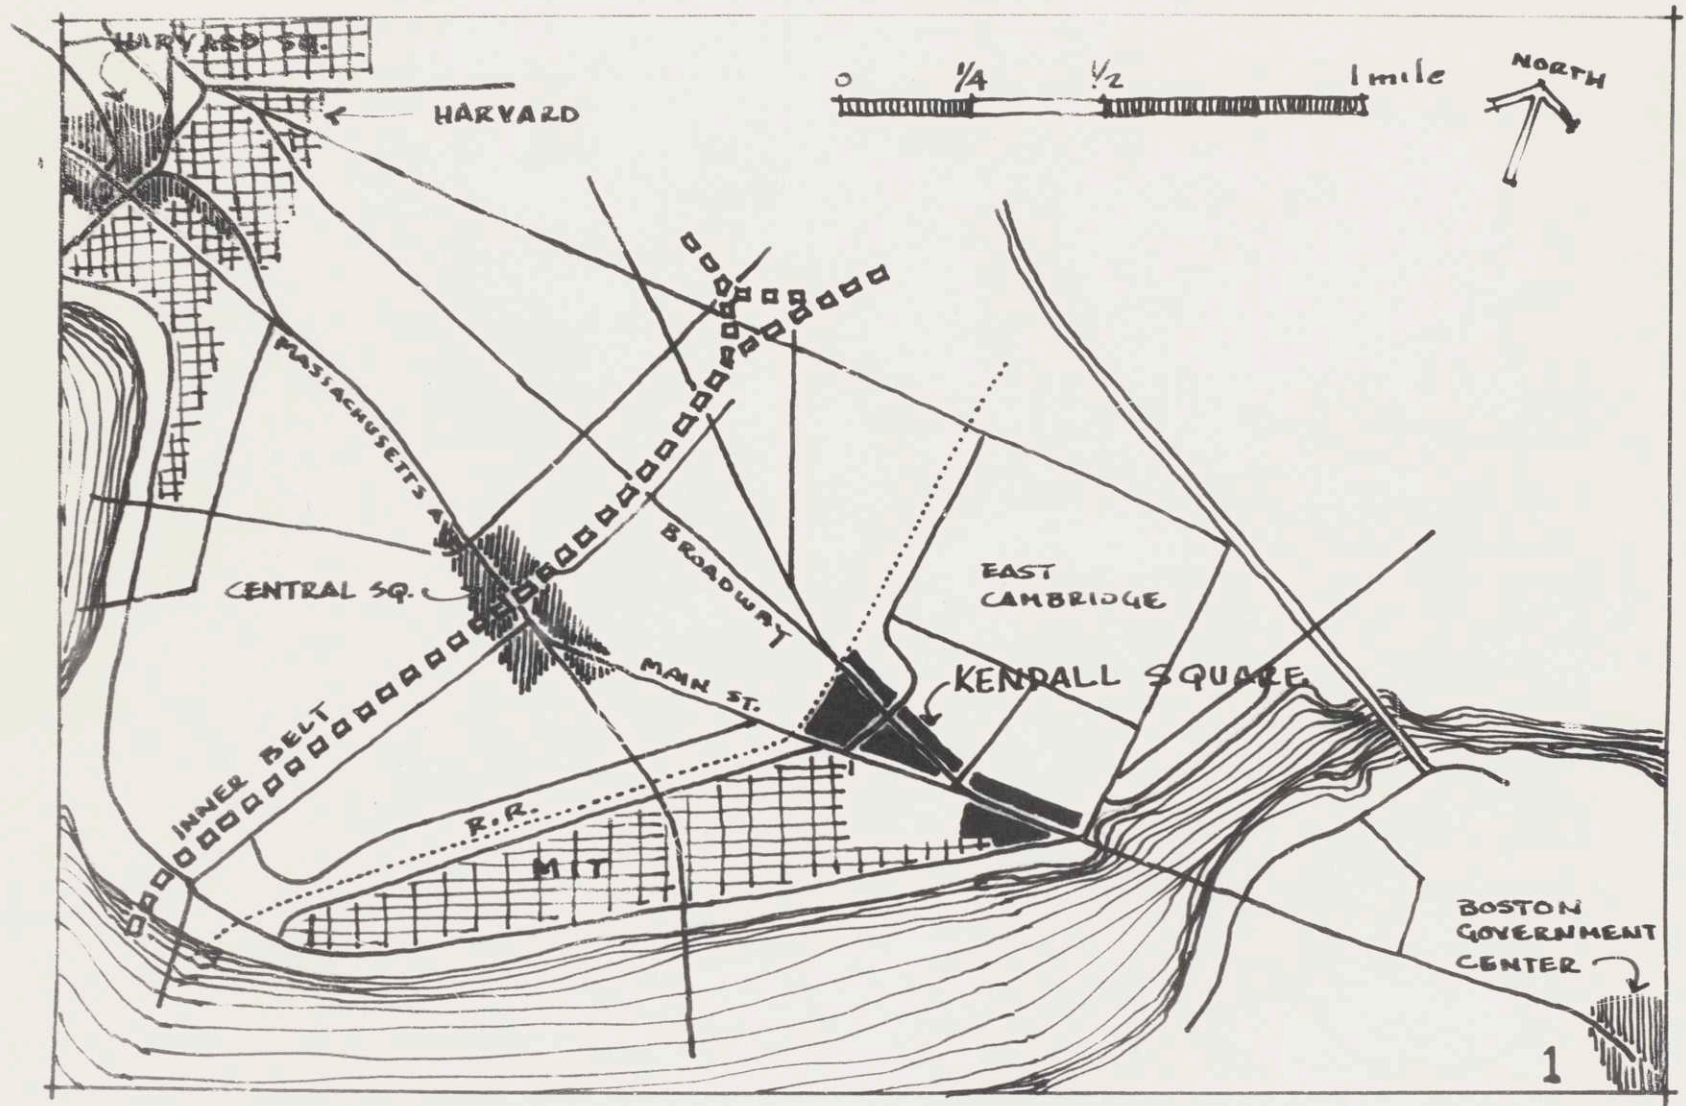 HARVARD SQ.
0 1/4 1/2 1 mile
NORTH
HARVARD
MASSACHUSETTS A
BROADWAY
EAST
CAMBRIDGE
CENTRAL SQ.
MAIN ST.
KENDALL SQUARE
INNER BELT
R.R.
MIT
BOSTON
GOVERNMENT
CENTER
1